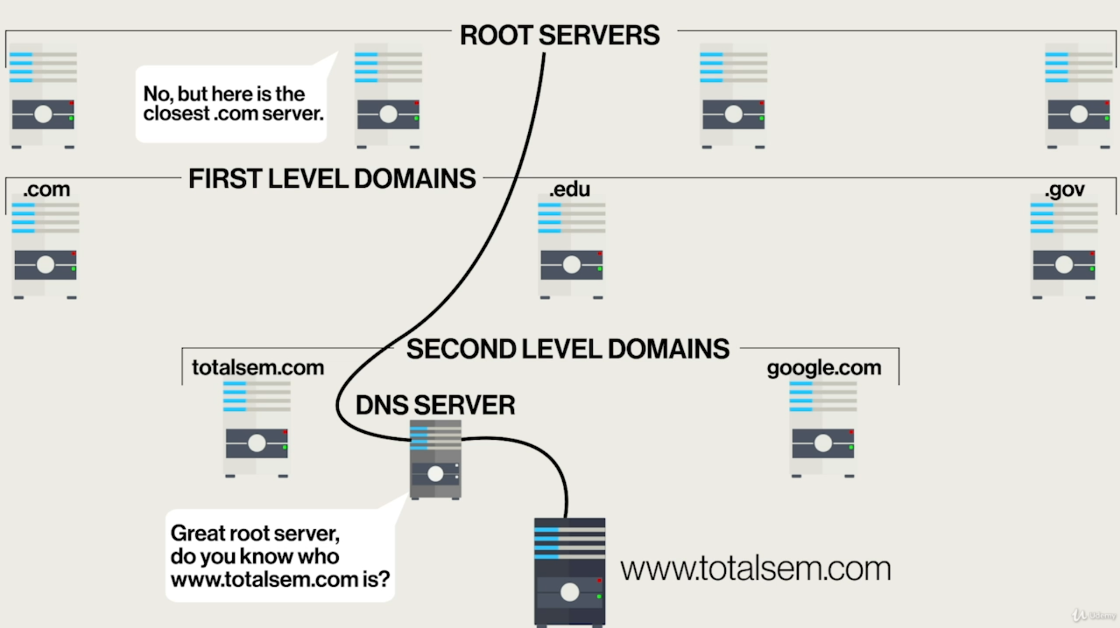 ROOT SERVERS
No, but here is the
closest .com server.
FIRST LEVEL DOMAINS
.com
.edu
.gov
SECOND LEVEL DOMAINS
totalsem.com
google.com
DNS SERVER
Great root server,
do you know who
www.totalsem.com is?
www.totalsem.com
Udemy